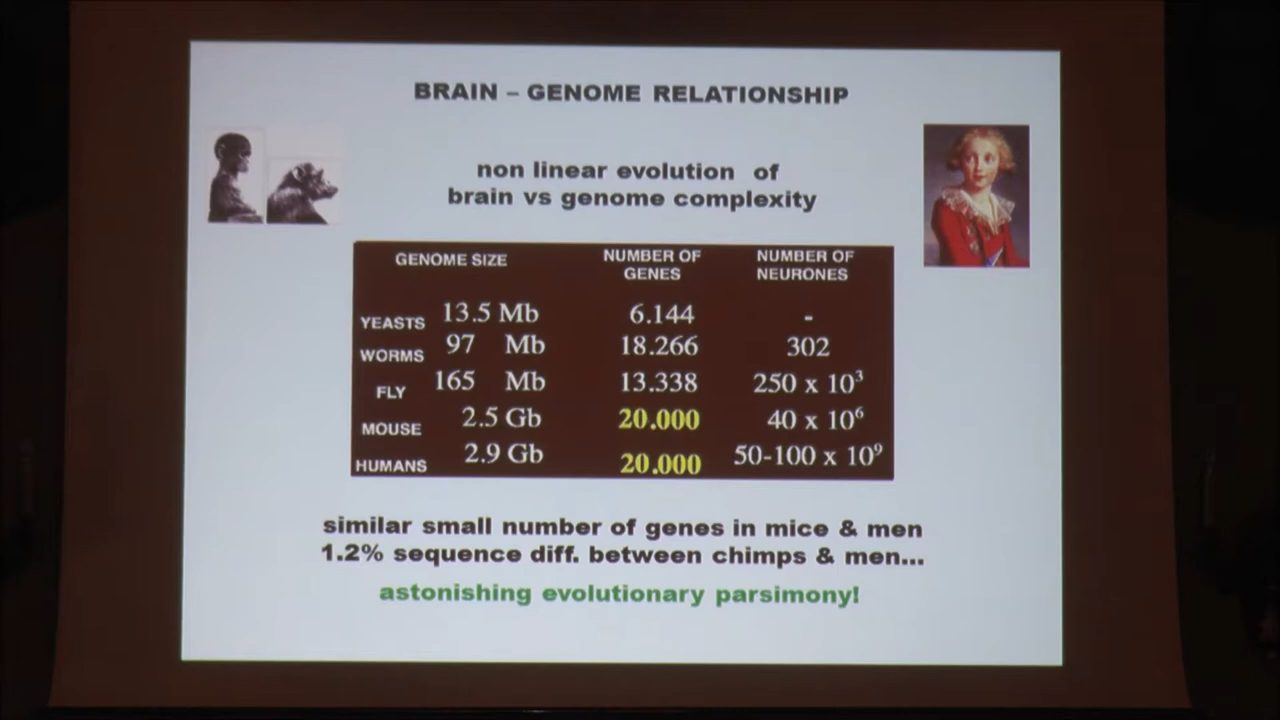 BRAIN – GENOME RELATIONSHIP
non linear evolution of
brain vs genome complexity
GENOME SIZE NUMBER OF GENES NUMBER OF NEURONES
YEASTS 13.5 Mb 6.144 -
WORMS 97 Mb 18.266 302
FLY 165 Mb 13.338 250 x 10³
MOUSE 2.5 Gb 20.000 40 x 10⁶
HUMANS 2.9 Gb 20.000 50-100 x 10⁹
similar small number of genes in mice & men
1.2% sequence diff. between chimps & men...
astonishing evolutionary parsimony!